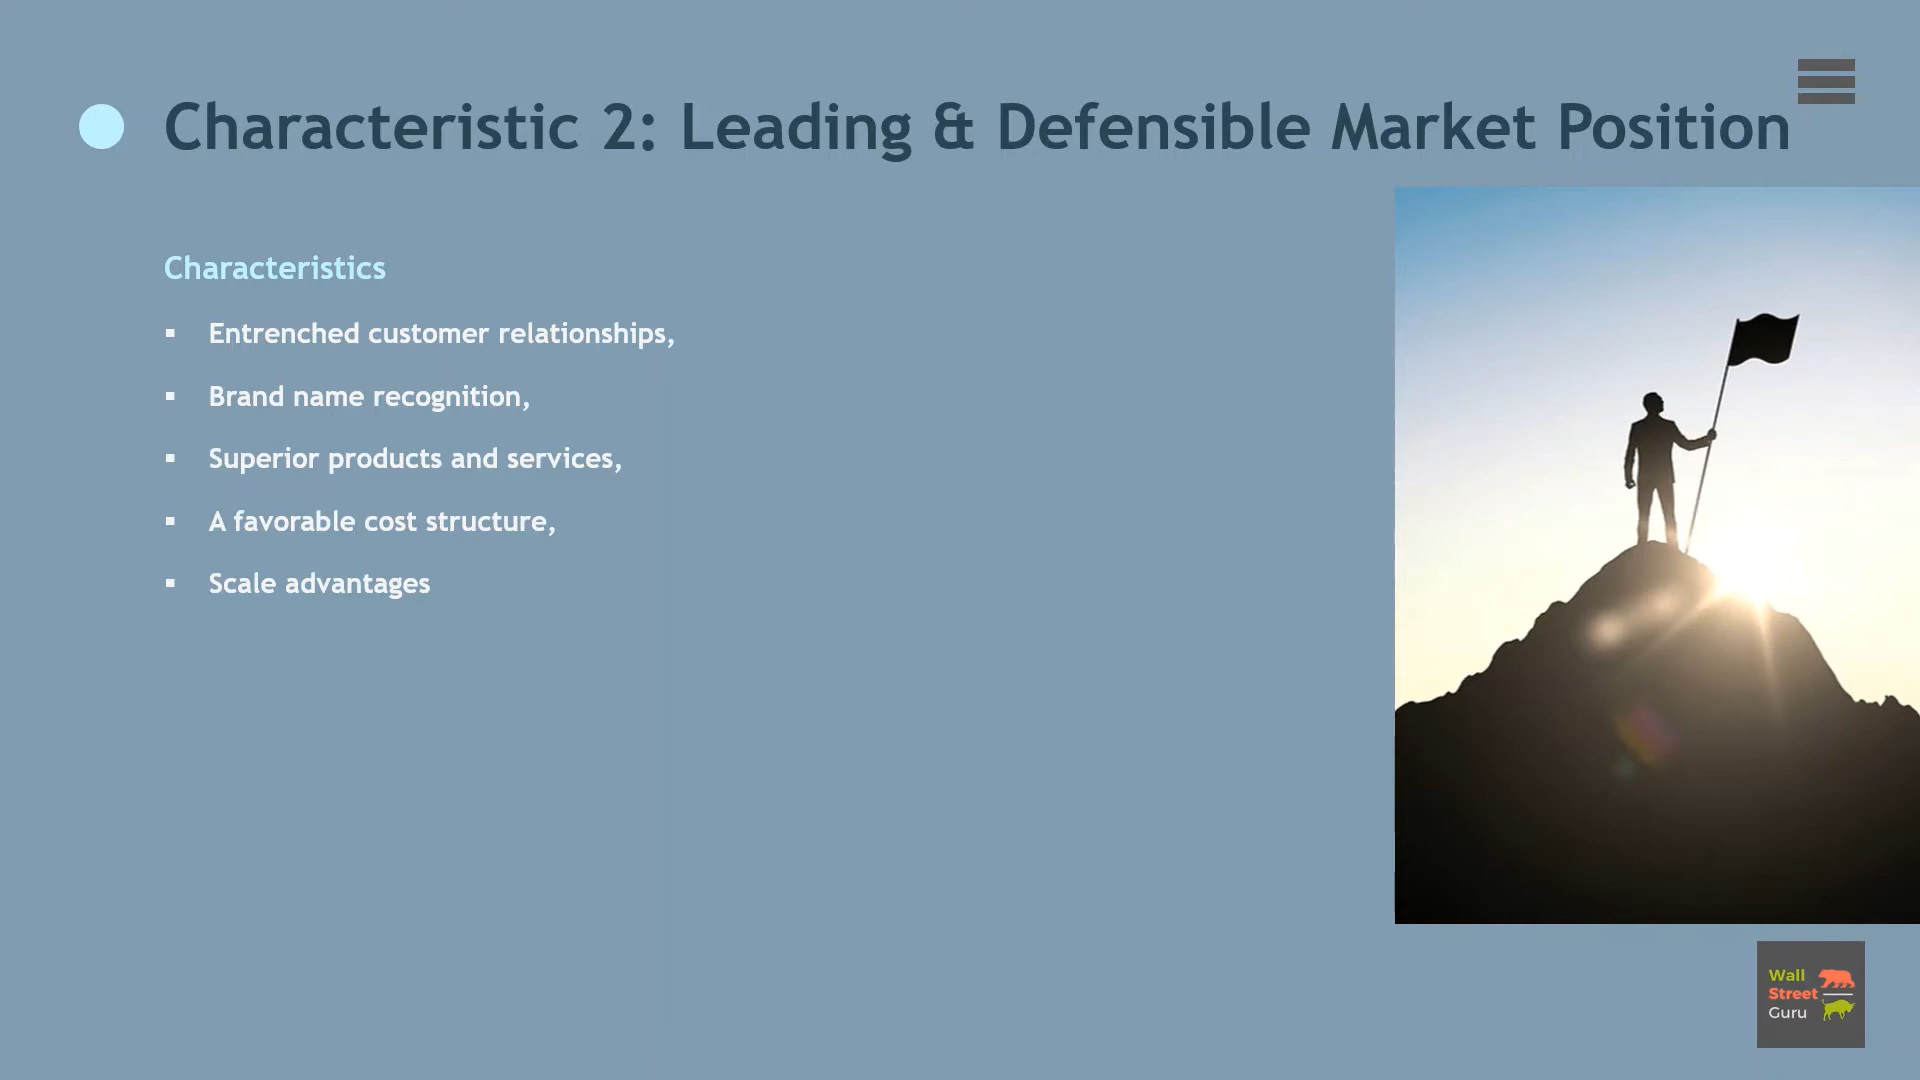 Characteristic 2: Leading & Defensible Market Position
Characteristics
▪ Entrenched customer relationships,
▪ Brand name recognition,
▪ Superior products and services,
▪ A favorable cost structure,
▪ Scale advantages
Wall
Street
Guru